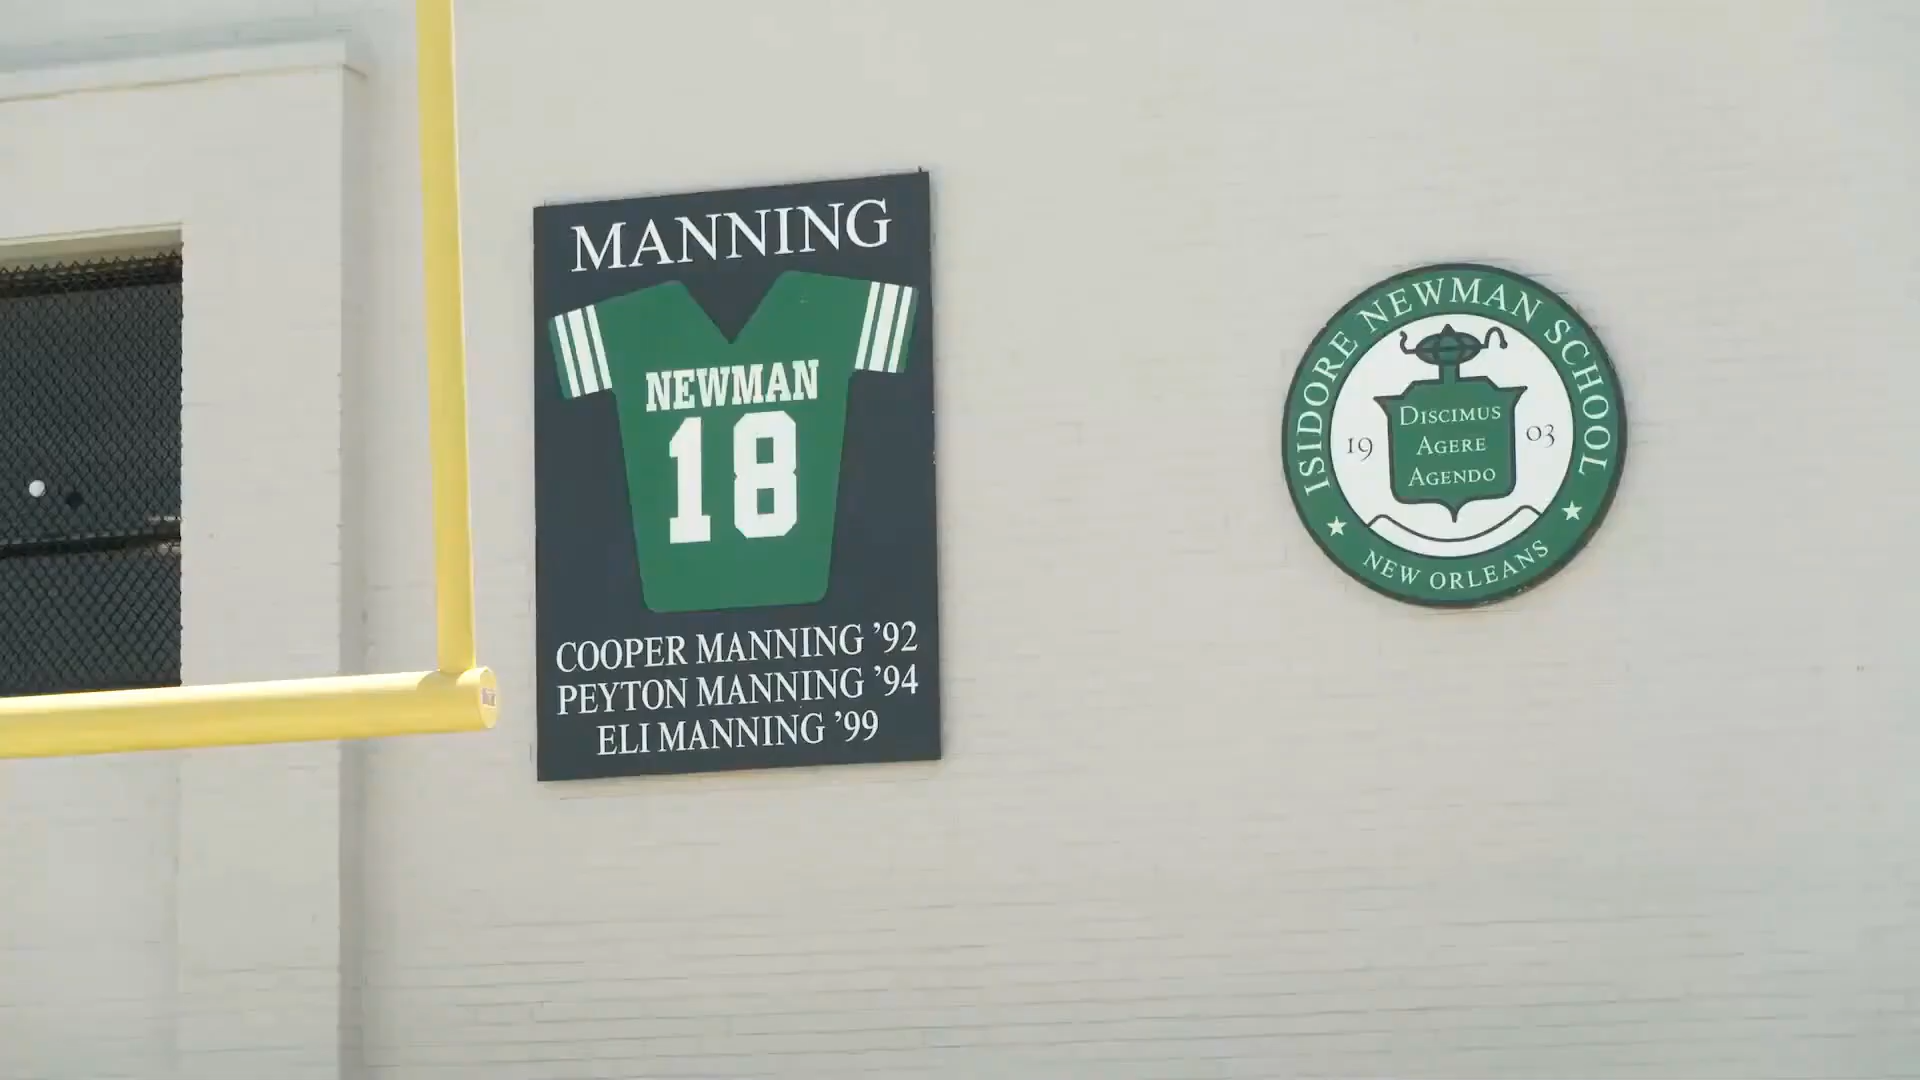 MANNING
NEWMAN
18
COOPER MANNING ’92
PEYTON MANNING ’94
ELI MANNING ’99
ISIDORE NEWMAN SCHOOL
DISCIMUS
AGERE
AGENDO
19 03
NEW ORLEANS